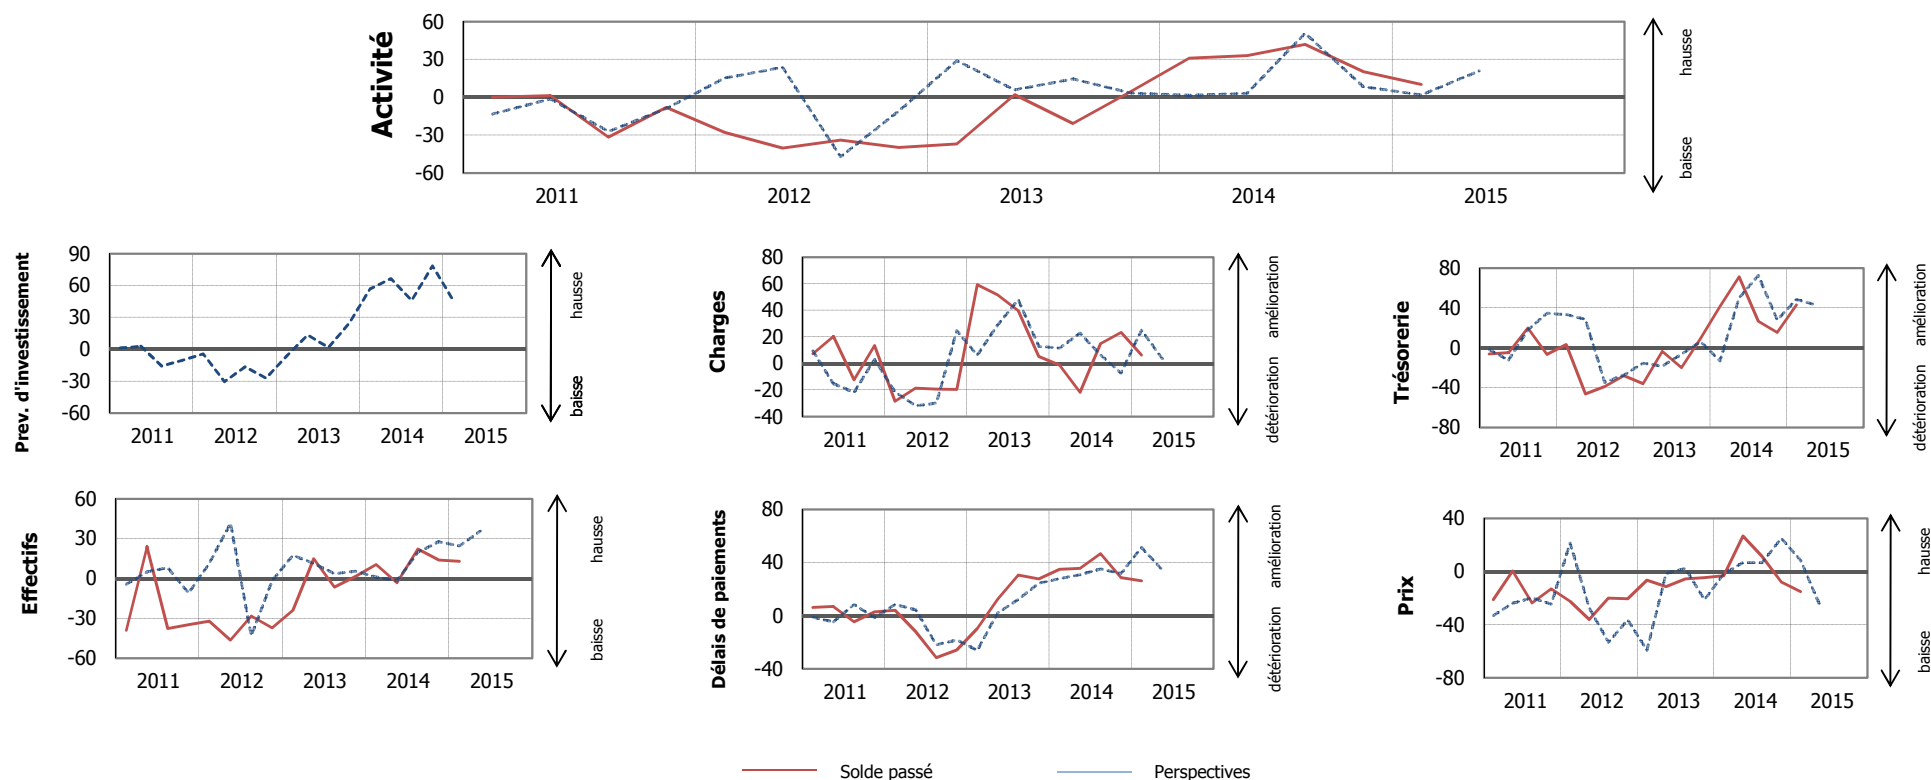 Activité
60
30
0
-30
-60
2011 2012 2013 2014 2015
hausse
baisse
Prev. d'investissement
90
60
30
0
-30
-60
2011 2012 2013 2014 2015
hausse
baisse
Charges
80
60
40
20
0
-20
-40
2011 2012 2013 2014 2015
amélioration
détérioration
Trésorerie
80
40
0
-40
-80
2011 2012 2013 2014 2015
amélioration
détérioration
Effectifs
60
30
0
-30
-60
2011 2012 2013 2014 2015
hausse
baisse
Délais de paiements
80
40
0
-40
2011 2012 2013 2014 2015
amélioration
détérioration
Prix
40
0
-40
-80
2011 2012 2013 2014 2015
hausse
baisse
Solde passé
Perspectives